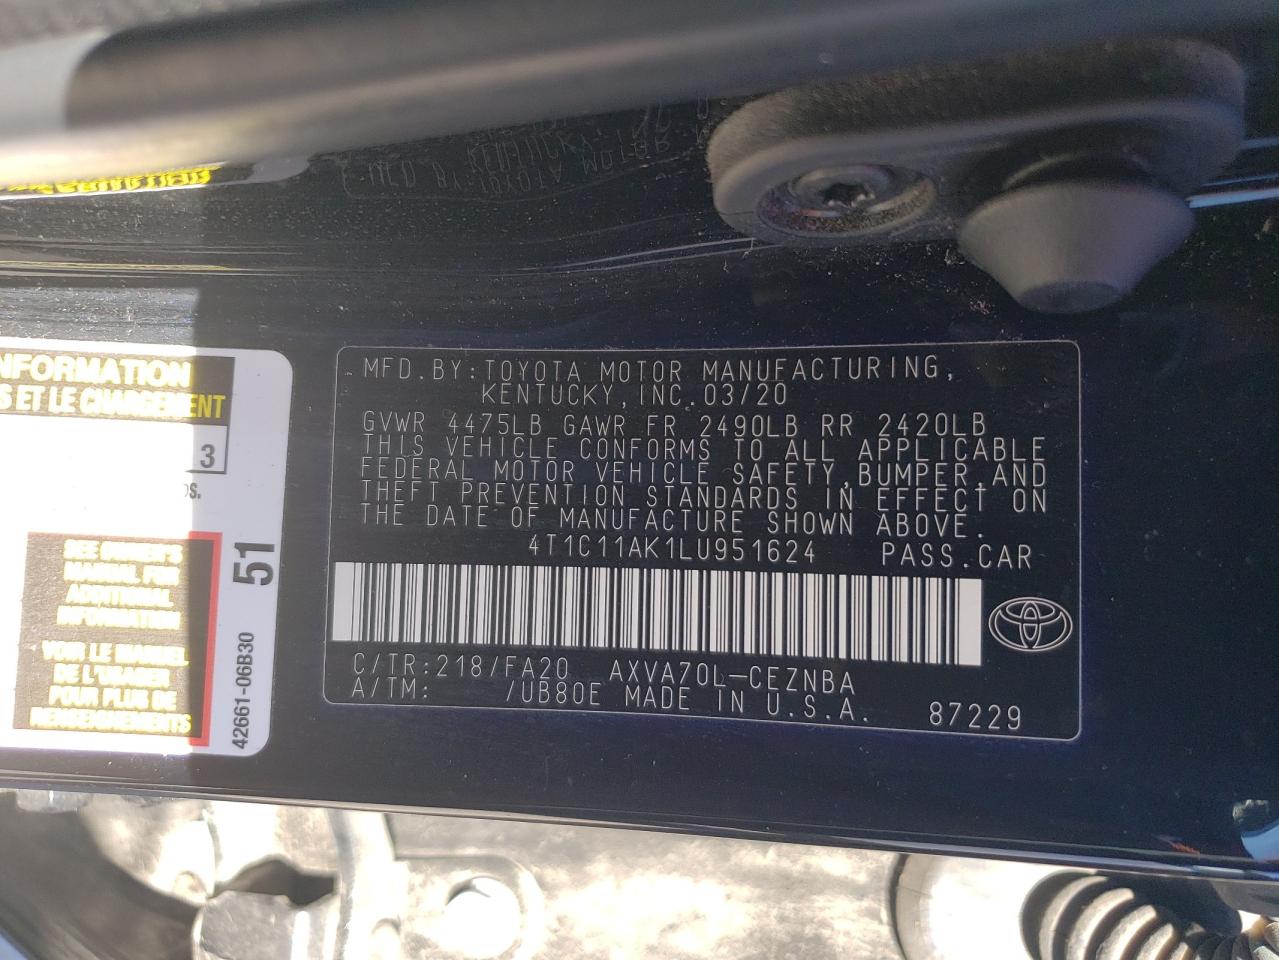 NFORMATION
S ET LE CHARGEMENT
3
DS.
SEE OWNER'S
MANUAL FOR
ADDITIONAL
INFORMATION
VOIR LE MANUEL
DE L'USAGER
POUR PLUS DE
RENSEIGNEMENTS
51
42661-06B30
MFD.BY:TOYOTA MOTOR MANUFACTURING,
KENTUCKY,INC.03/20
GVWR 4475LB GAWR FR 2490LB RR 2420LB
THIS VEHICLE CONFORMS TO ALL APPLICABLE
FEDERAL MOTOR VEHICLE SAFETY,BUMPER,AND
THEFT PREVENTION STANDARDS IN EFFECT ON
THE DATE OF MANUFACTURE SHOWN ABOVE.
4T1C11AK1LU951624 PASS.CAR
C/TR:218/FA20 AXVA70L-CEZNBA
A/TM: /UB80E MADE IN U.S.A. 87229